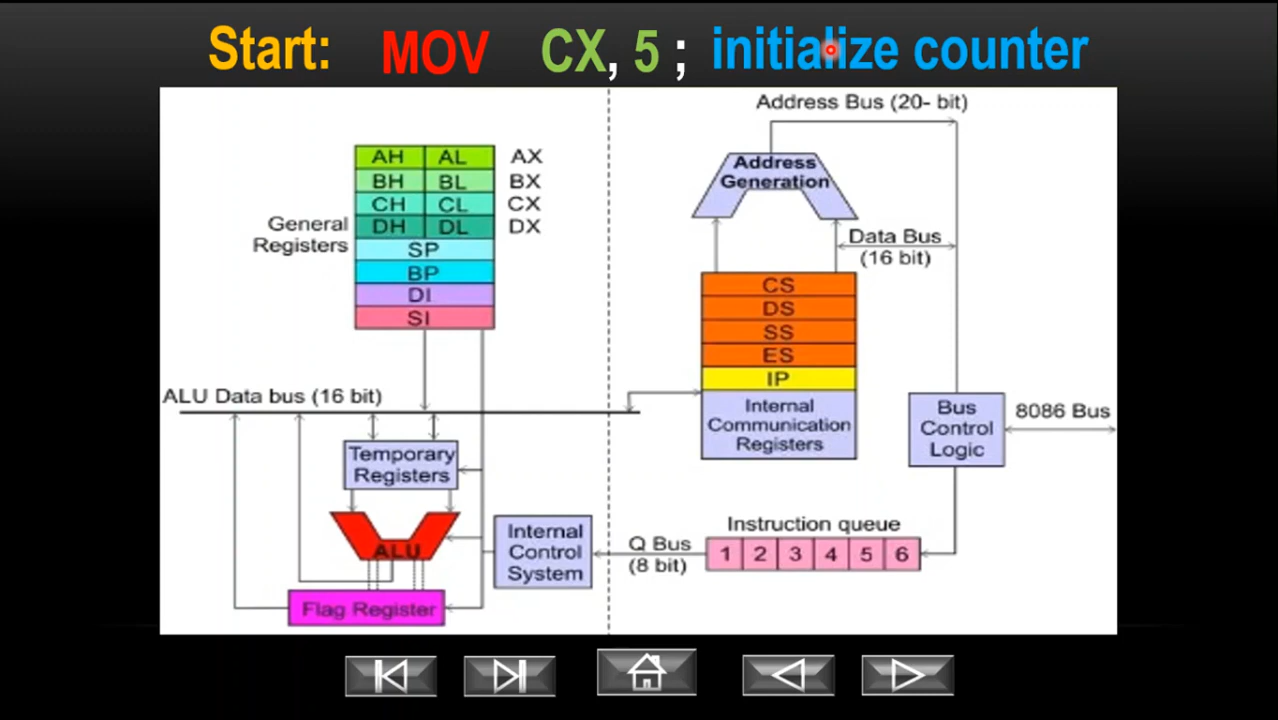 Start: MOV CX, 5 ; initialize counter
Address Bus (20- bit)
AH AL AX
BH BL BX
CH CL CX
DH DL DX
General
Registers
SP
BP
DI
SI
Address
Generation
Data Bus
(16 bit)
CS
DS
SS
ES
IP
Internal
Communication
Registers
ALU Data bus (16 bit)
Bus
Control
Logic
8086 Bus
Temporary
Registers
ALU
Internal
Control
System
Q Bus
(8 bit)
Instruction queue
1 2 3 4 5 6
Flag Register